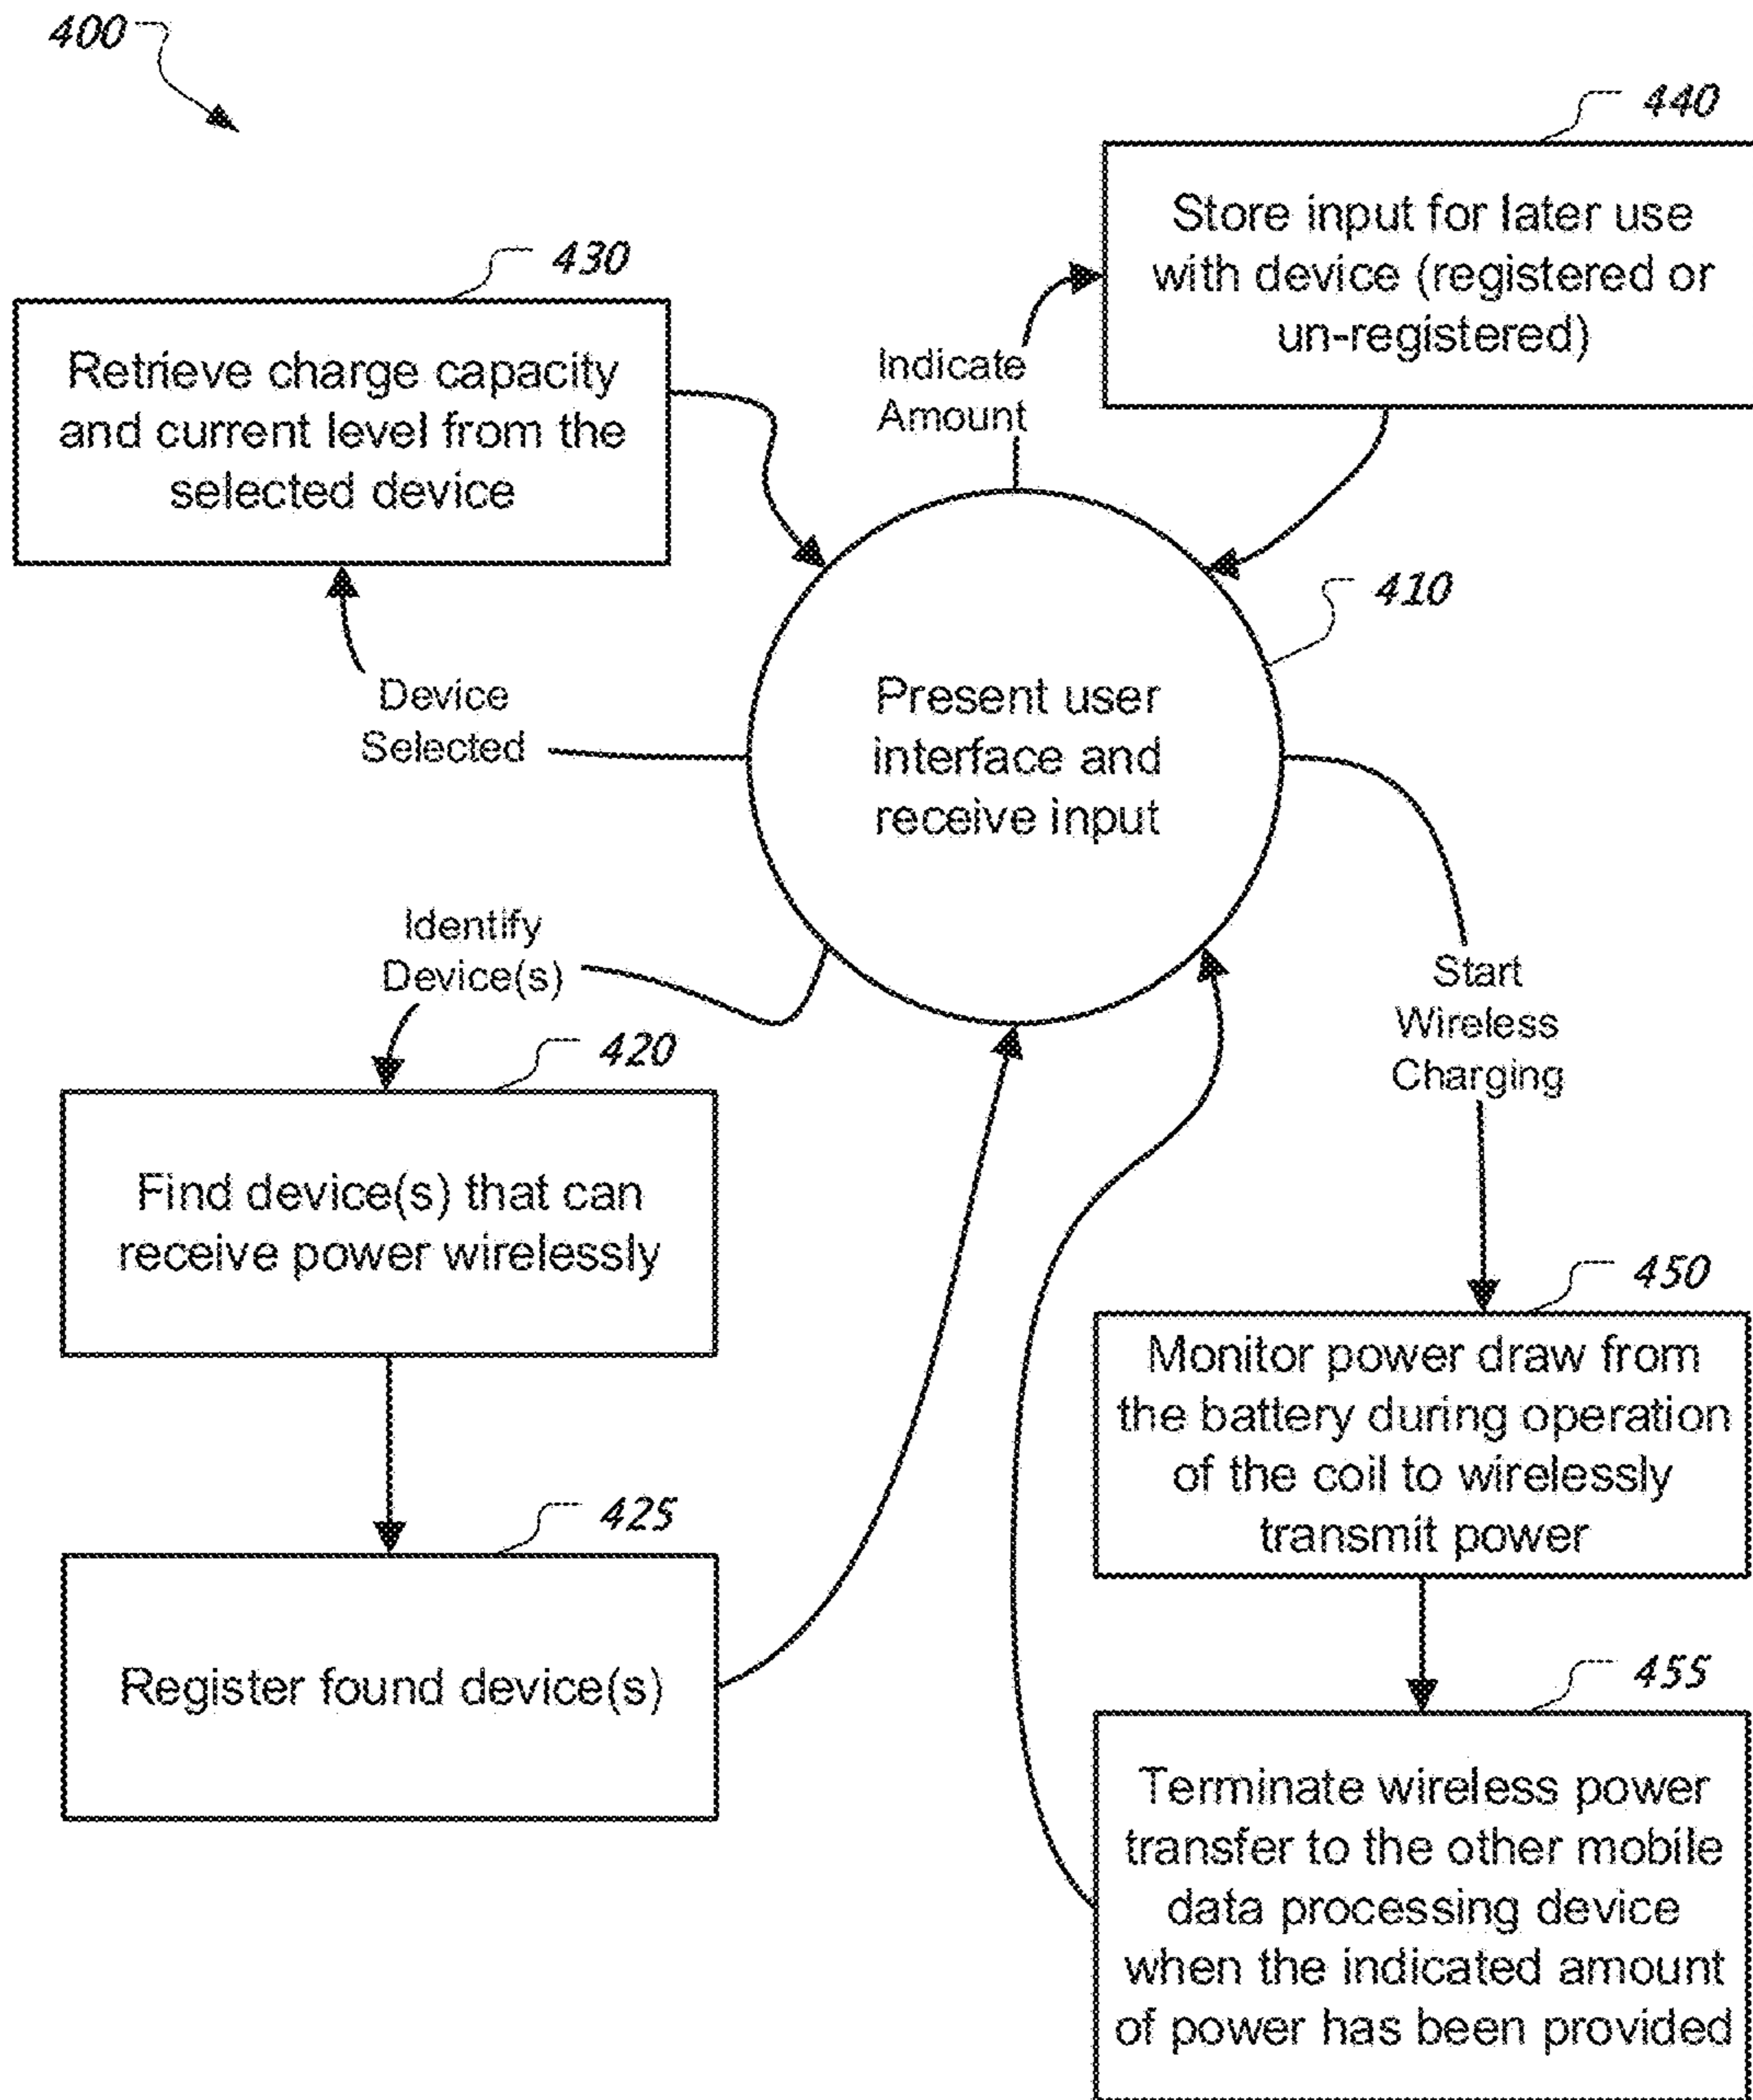 400
440
Store input for later use
with device (registered or
un-registered)
430
Retrieve charge capacity
and current level from the
selected device
Indicate
Amount
410
Present user
interface and
receive input
Device
Selected
Identify
Device(s)
Start
Wireless
Charging
420
Find device(s) that can
receive power wirelessly
450
Monitor power draw from
the battery during operation
of the coil to wirelessly
transmit power
425
Register found device(s)
455
Terminate wireless power
transfer to the other mobile
data processing device
when the indicated amount
of power has been provided